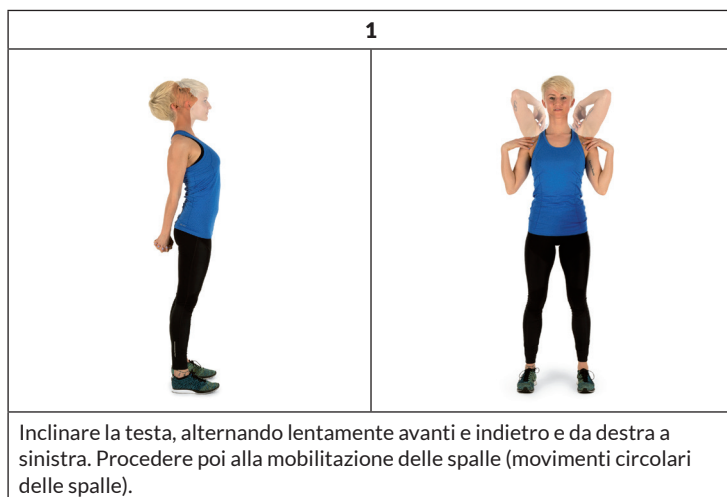 1
Inclinare la testa, alternando lentamente avanti e indietro e da destra a
sinistra. Procedere poi alla mobilitazione delle spalle (movimenti circolari
delle spalle).